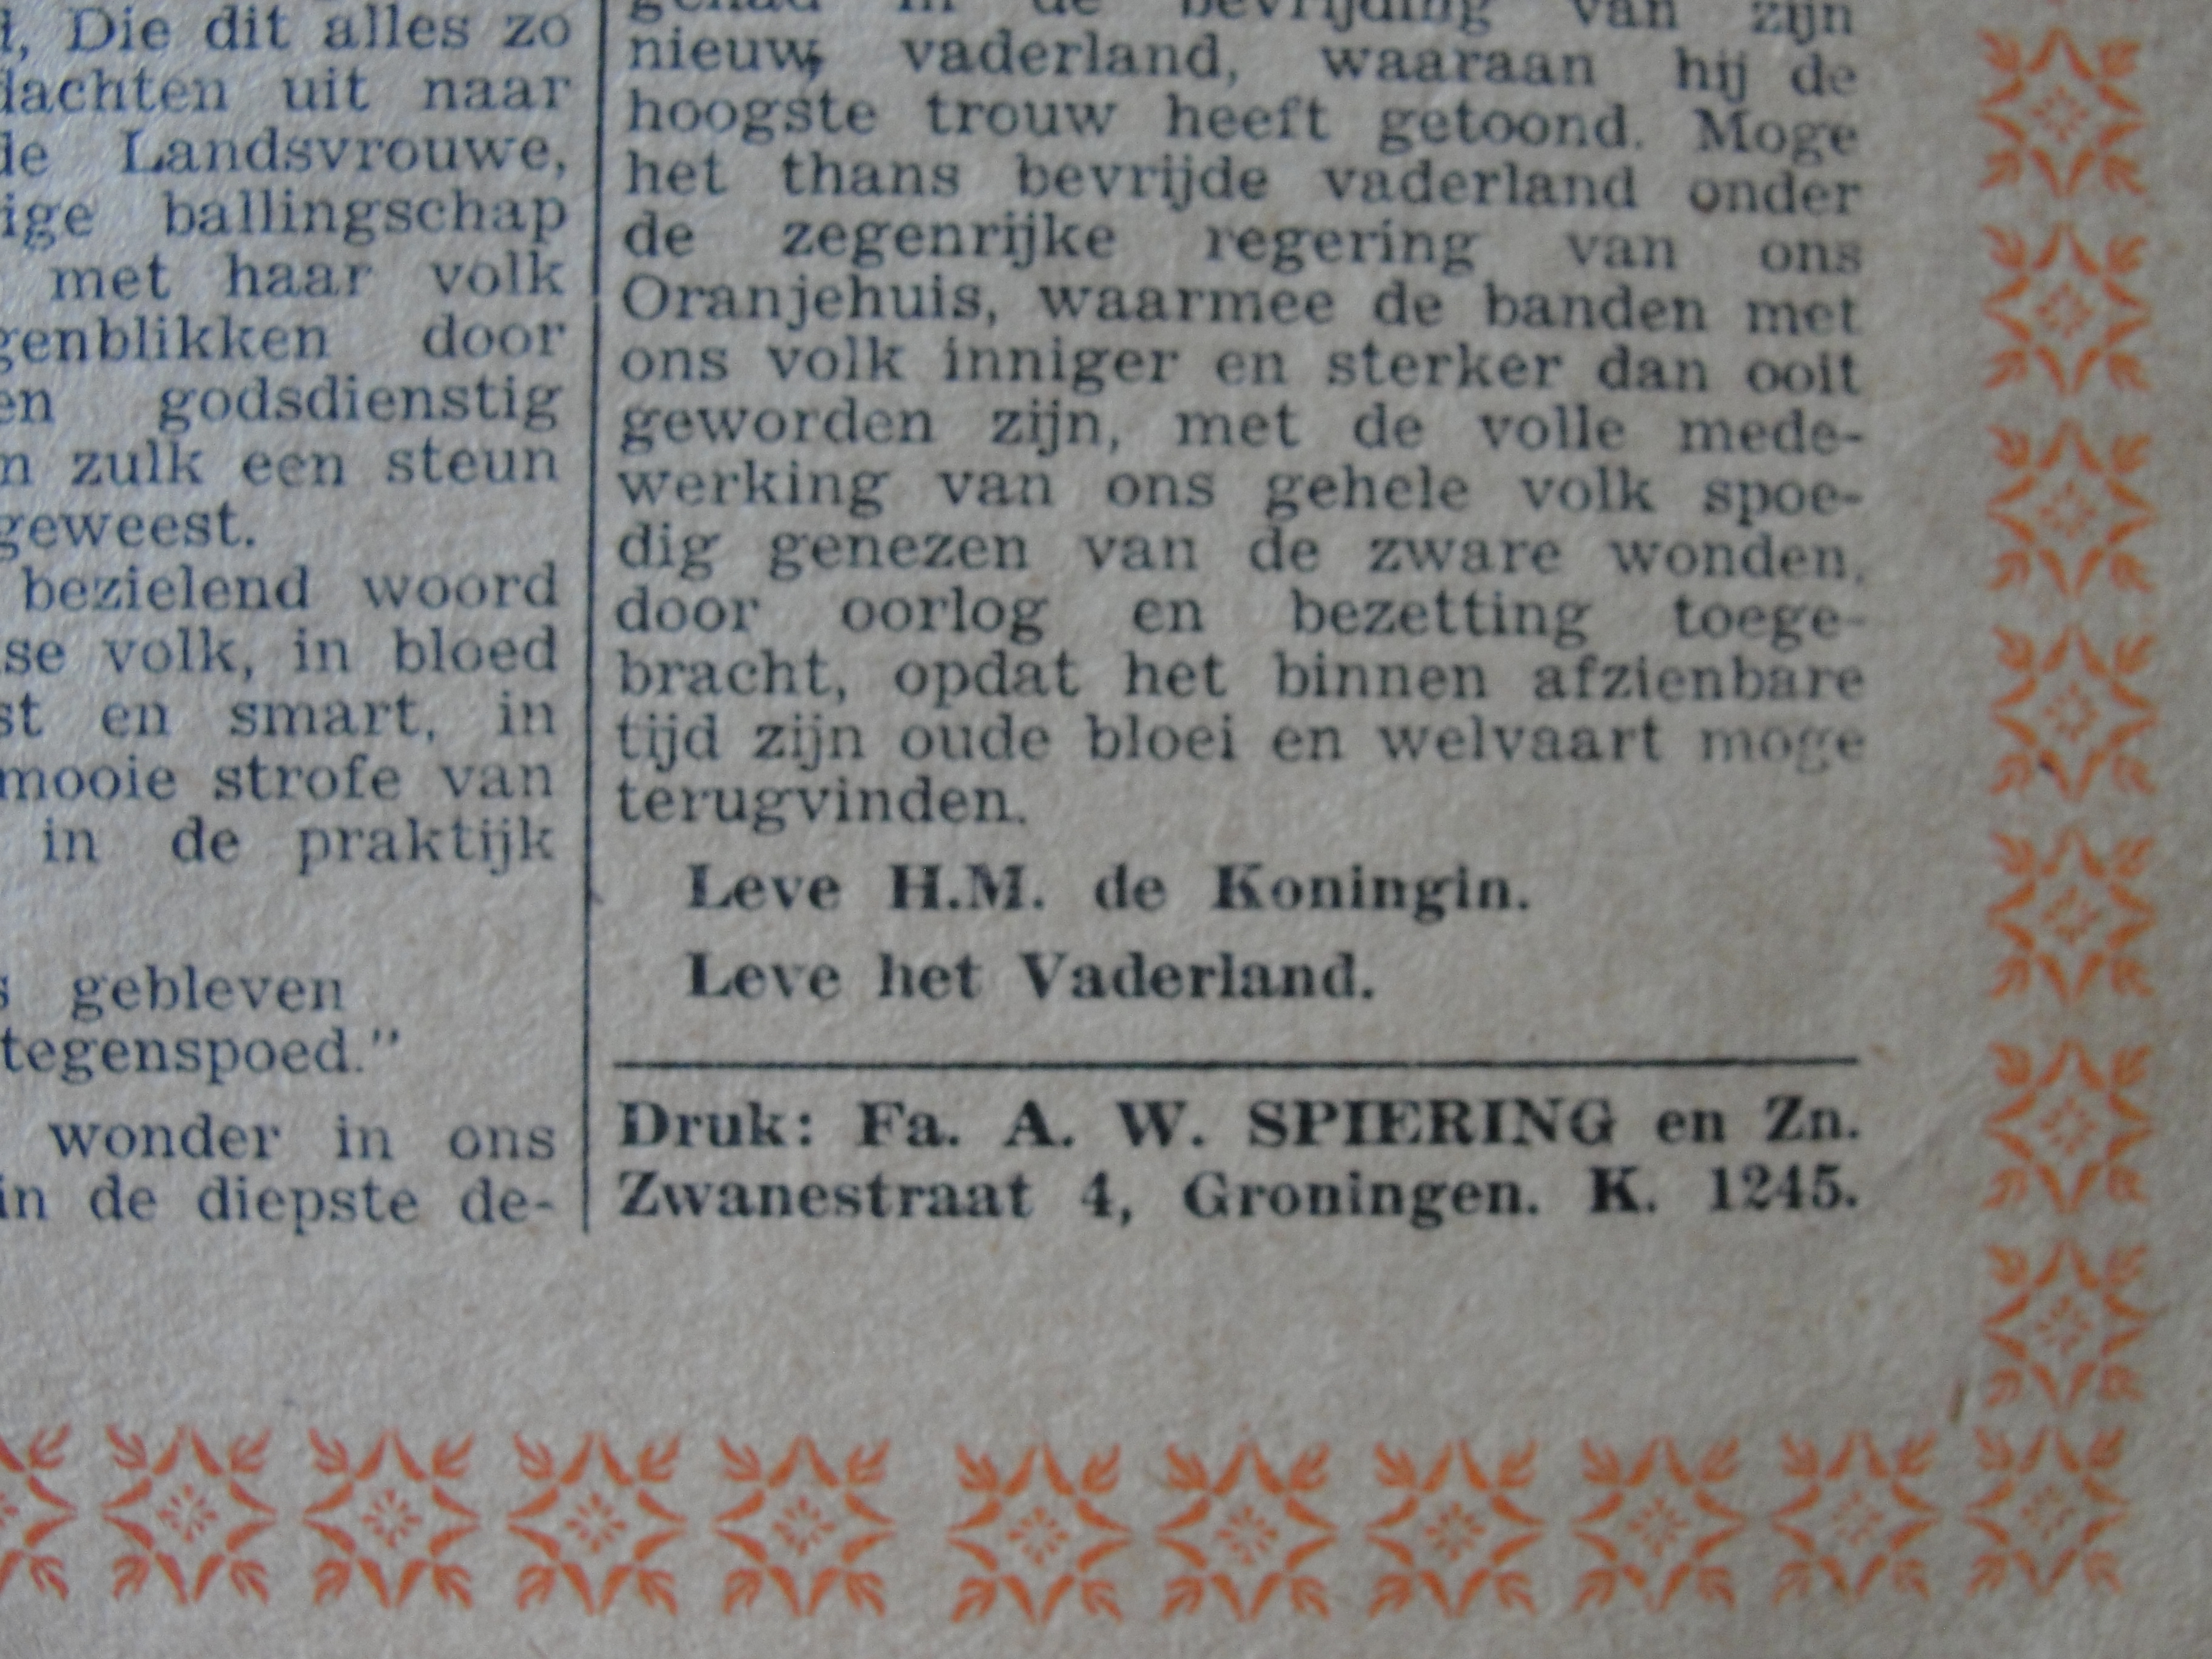 , Die dit alles zo
dachten uit naar
de Landsvrouwe,
ige ballingschap
met haar volk
genblikken door
en godsdienstig
n zulk een steun
geweest.
bezielend woord
se volk, in bloed
st en smart, in
mooie strofe van
in de praktijk
s gebleven
tegenspoed."
wonder in ons
in de diepste de-
gehad in de bevrijding van zijn
nieuw, vaderland, waaraan hij de
hoogste trouw heeft getoond. Moge
het thans bevrijde vaderland onder
de zegenrijke regering van ons
Oranjehuis, waarmee de banden met
ons volk inniger en sterker dan ooit
geworden zijn, met de volle mede-
werking van ons gehele volk spoe-
dig genezen van de zware wonden,
door oorlog en bezetting toege-
bracht, opdat het binnen afzienbare
tijd zijn oude bloei en welvaart moge
terugvinden.
Leve H.M. de Koningin.
Leve het Vaderland.
Druk: Fa. A. W. SPIERING en Zn.
Zwanestraat 4, Groningen. K. 1245.